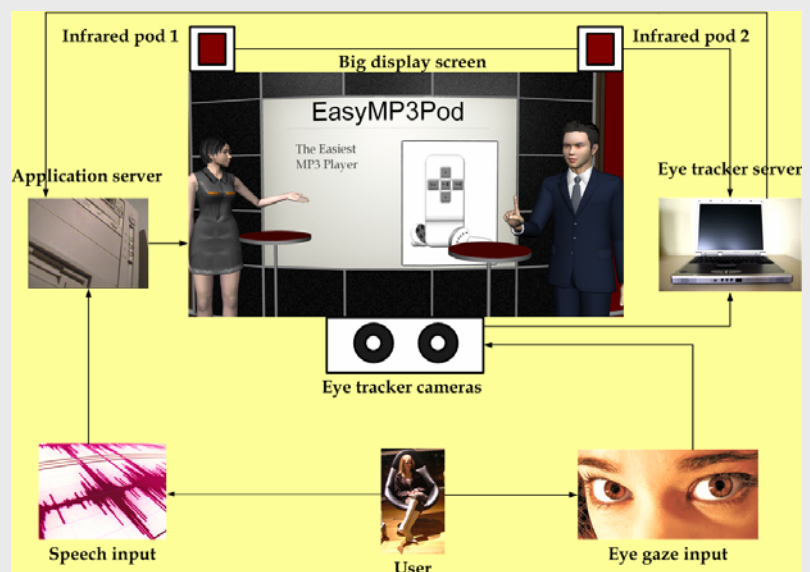 Infrared pod 1
Infrared pod 2
Big display screen
EasyMP3Pod
The Easiest
MP3 Player
Application server
Eye tracker server
Eye tracker cameras
Speech input
User
Eye gaze input